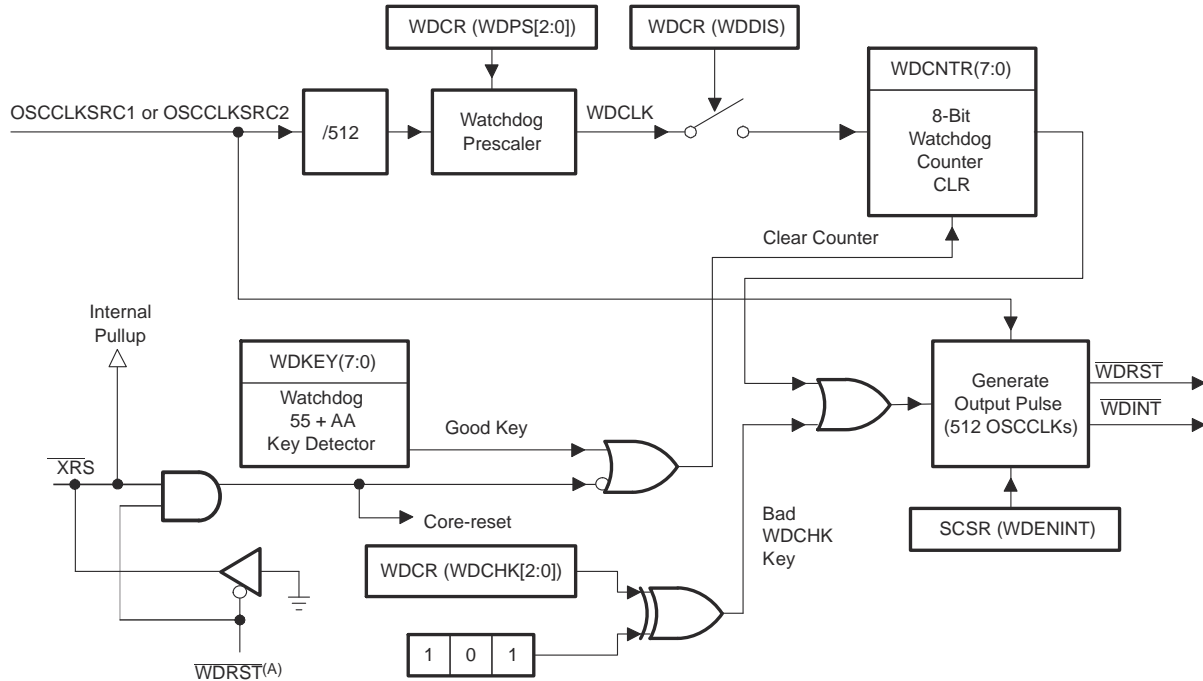 WDCR (WDPS[2:0])
WDCR (WDDIS)
WDCNTR(7:0)
OSCCLKSRC1 or OSCCLKSRC2
/512
Watchdog
Prescaler
WDCLK
8-Bit
Watchdog
Counter
CLR
Clear Counter
Internal
Pullup
WDKEY(7:0)
Watchdog
55 + AA
Key Detector
Good Key
Generate
Output Pulse
(512 OSCCLKs)
WDRST
WDINT
XRS
Core-reset
Bad
WDCHK
Key
SCSR (WDENINT)
WDCR (WDCHK[2:0])
1 0 1
WDRST(A)